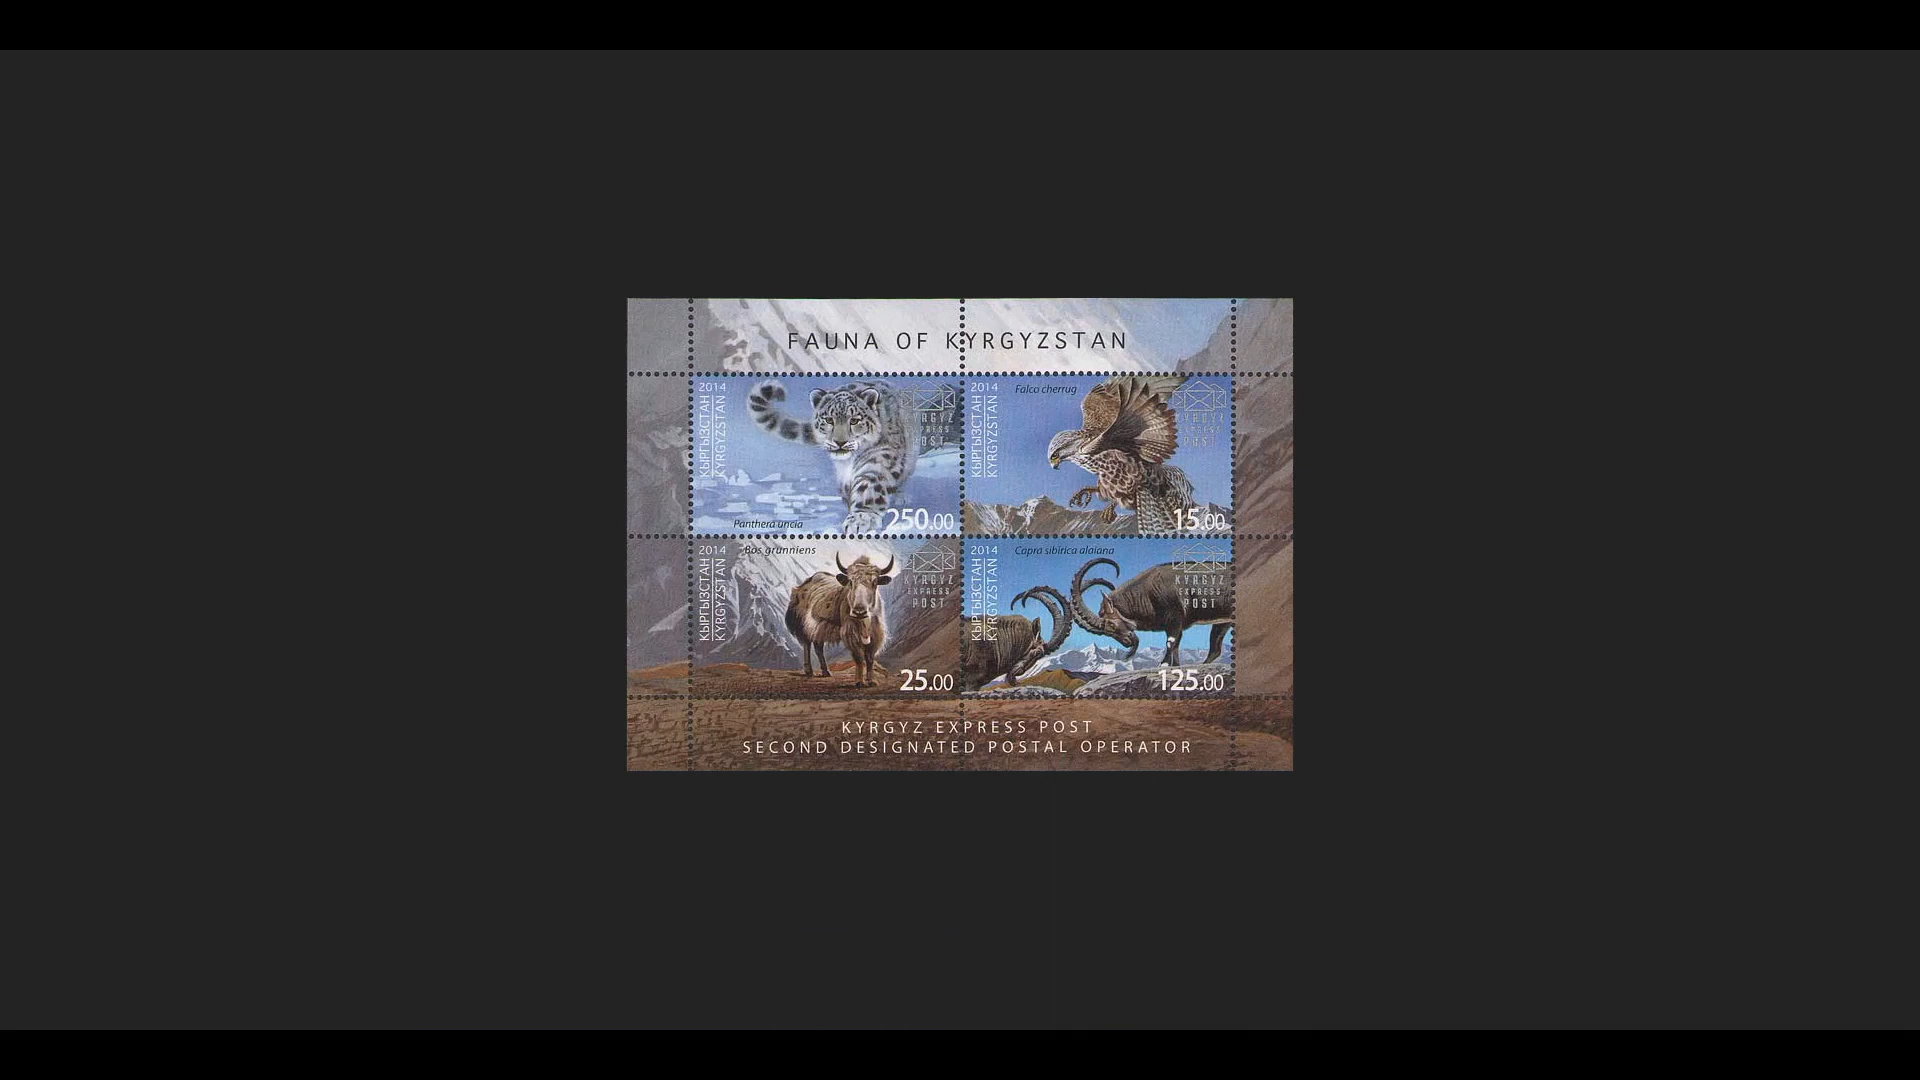 FAUNA OF KYRGYZSTAN
2014
КЫРГЫЗСТАН
KYRGYZSTAN
KYRGYZ
EXPRESS
POST
Panthera uncia
250.00
2014
КЫРГЫЗСТАН
KYRGYZSTAN
Falco cherrug
KYRGYZ
EXPRESS
POST
15.00
2014
КЫРГЫЗСТАН
KYRGYZSTAN
Bos grunniens
KYRGYZ
EXPRESS
POST
25.00
2014
КЫРГЫЗСТАН
KYRGYZSTAN
Capra sibirica alaiana
KYRGYZ
EXPRESS
POST
125.00
KYRGYZ EXPRESS POST
SECOND DESIGNATED POSTAL OPERATOR